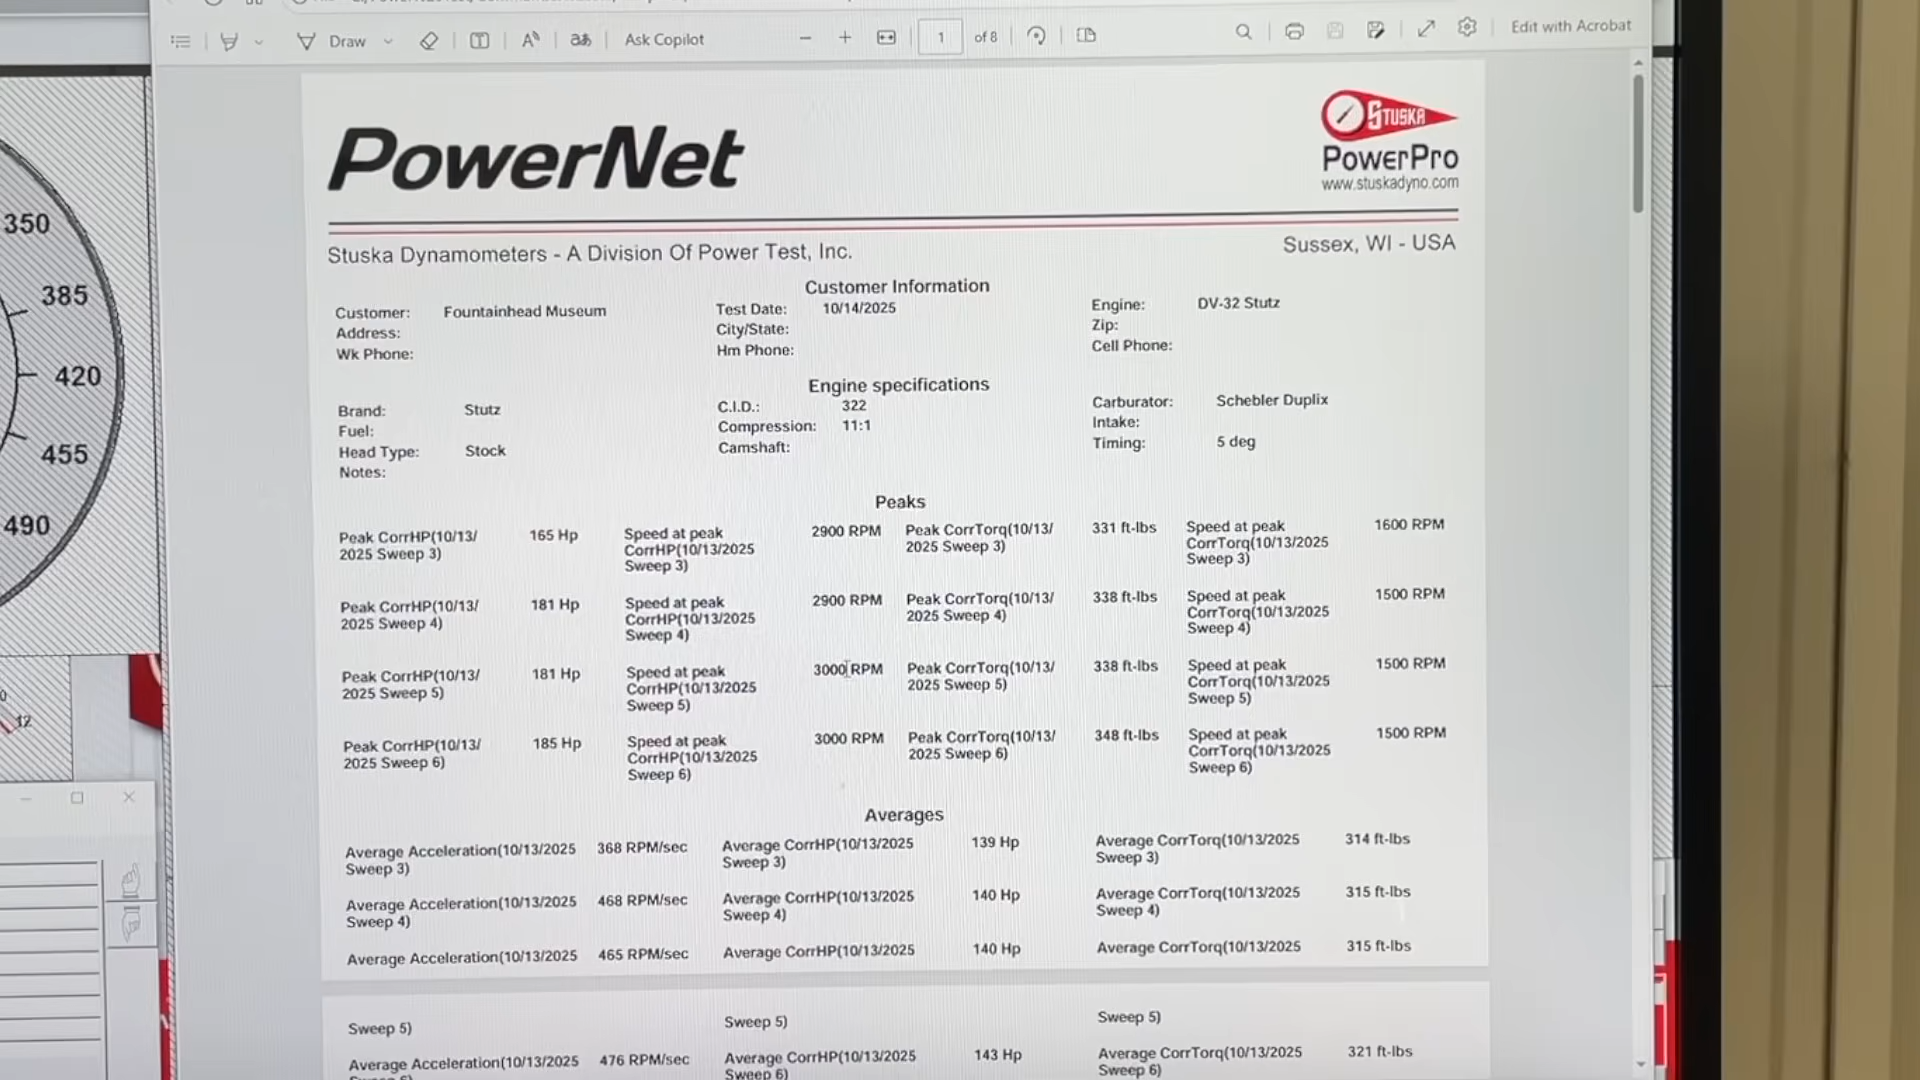 Draw
Ask Copilot
1
of 8
Edit with Acrobat
350
385
420
455
490
12
PowerNet
STUSKA
PowerPro
www.stuskadyno.com
Stuska Dynamometers - A Division Of Power Test, Inc.
Sussex, WI - USA
Customer Information
Customer: Fountainhead Museum Test Date: 10/14/2025 Engine: DV-32 Stutz
Address: City/State: Zip:
Wk Phone: Hm Phone: Cell Phone:
Engine specifications
Brand: Stutz C.I.D.: 322 Carburator: Schebler Duplix
Fuel: Compression: 11:1 Intake:
Head Type: Stock Camshaft: Timing: 5 deg
Notes:
Peaks
Peak CorrHP(10/13/ 165 Hp Speed at peak 2900 RPM Peak CorrTorq(10/13/ 331 ft-lbs Speed at peak 1600 RPM
2025 Sweep 3) CorrHP(10/13/2025 2025 Sweep 3) CorrTorq(10/13/2025
Sweep 3) Sweep 3)
Peak CorrHP(10/13/ 181 Hp Speed at peak 2900 RPM Peak CorrTorq(10/13/ 338 ft-lbs Speed at peak 1500 RPM
2025 Sweep 4) CorrHP(10/13/2025 2025 Sweep 4) CorrTorq(10/13/2025
Sweep 4) Sweep 4)
Peak CorrHP(10/13/ 181 Hp Speed at peak 3000 RPM Peak CorrTorq(10/13/ 338 ft-lbs Speed at peak 1500 RPM
2025 Sweep 5) CorrHP(10/13/2025 2025 Sweep 5) CorrTorq(10/13/2025
Sweep 5) Sweep 5)
Peak CorrHP(10/13/ 185 Hp Speed at peak 3000 RPM Peak CorrTorq(10/13/ 348 ft-lbs Speed at peak 1500 RPM
2025 Sweep 6) CorrHP(10/13/2025 2025 Sweep 6) CorrTorq(10/13/2025
Sweep 6) Sweep 6)
Averages
Average Acceleration(10/13/2025 368 RPM/sec Average CorrHP(10/13/2025 139 Hp Average CorrTorq(10/13/2025 314 ft-lbs
Sweep 3) Sweep 3) Sweep 3)
Average Acceleration(10/13/2025 468 RPM/sec Average CorrHP(10/13/2025 140 Hp Average CorrTorq(10/13/2025 315 ft-lbs
Sweep 4) Sweep 4) Sweep 4)
Average Acceleration(10/13/2025 465 RPM/sec Average CorrHP(10/13/2025 140 Hp Average CorrTorq(10/13/2025 315 ft-lbs
Sweep 5) Sweep 5) Sweep 5)
Average Acceleration(10/13/2025 476 RPM/sec Average CorrHP(10/13/2025 143 Hp Average CorrTorq(10/13/2025 321 ft-lbs
Sweep 6) Sweep 6)